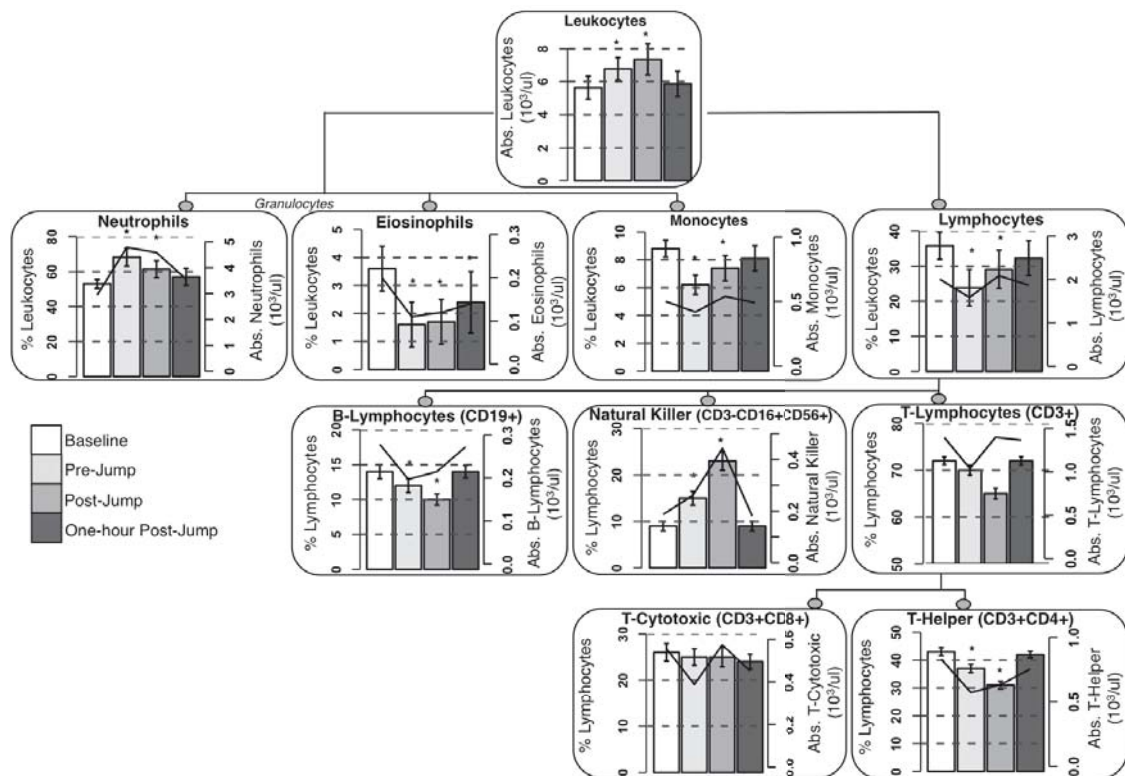 Leukocytes
Abs. Leukocytes
(10³/ul)
0 2 4 6 8
* *
Granulocytes
Neutrophils
% Leukocytes
0 20 40 60 80
* *
0 1 2 3 4 5
Abs. Neutrophils
(10³/ul)
Eiosinophils
% Leukocytes
0 1 2 3 4 5
* * *
0.0 0.1 0.2 0.3
Abs. Eosinophils
(10³/ul)
Monocytes
% Leukocytes
0 2 4 6 8 10
* *
0.0 0.5 1.0
Abs. Monocytes
(10³/ul)
Lymphocytes
% Leukocytes
0 10 20 30 40
* *
0 1 2 3
Abs. Lymphocytes
(10³/ul)
Baseline
Pre-Jump
Post-Jump
One-hour Post-Jump
B-Lymphocytes (CD19+)
% Lymphocytes
0 5 10 15 20
* *
0.0 0.1 0.2 0.3
Abs. B-Lymphocytes
(10³/ul)
Natural Killer (CD3-CD16+CD56+)
% Lymphocytes
0 10 20 30
* *
0.0 0.2 0.4
Abs. Natural Killer
(10³/ul)
T-Lymphocytes (CD3+)
% Lymphocytes
50 60 70 80
0.0 0.5 1.0 1.5
Abs. T-Lymphocytes
(10³/ul)
T-Cytotoxic (CD3+CD8+)
% Lymphocytes
0 10 20 30
0.0 0.2 0.4 0.5
Abs. T-Cytotoxic
(10³/ul)
T-Helper (CD3+CD4+)
% Lymphocytes
0 10 20 30 40 50
* *
0.0 0.5 1.0
Abs. T-Helper
(10³/ul)